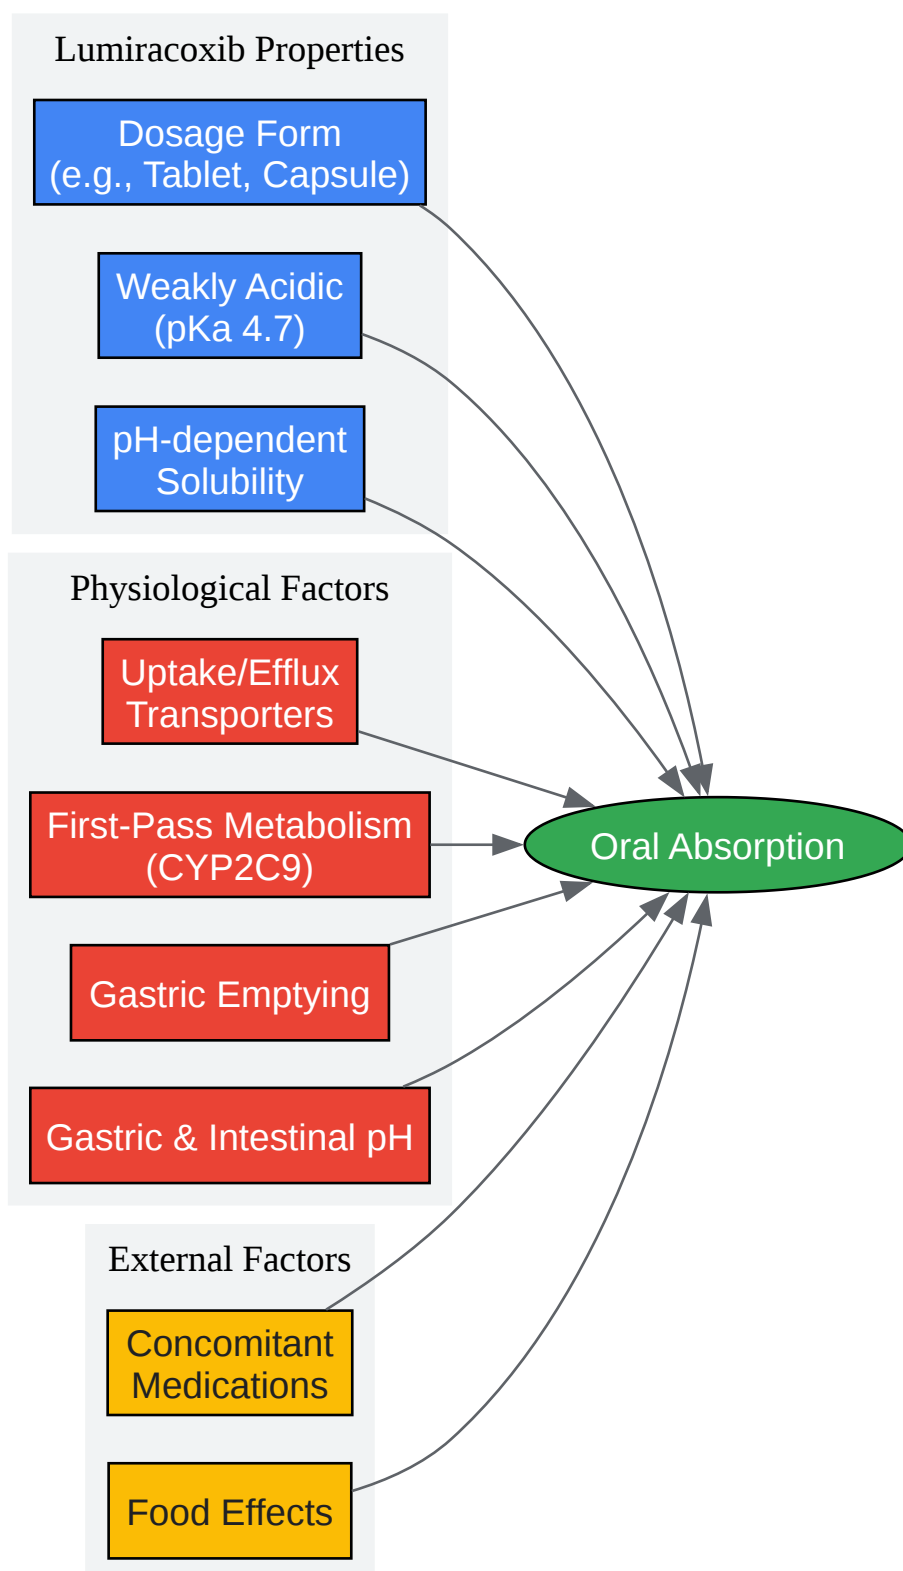 Lumiracoxib Properties
Dosage Form
(e.g., Tablet, Capsule)
Weakly Acidic
(pKa 4.7)
pH-dependent
Solubility
Physiological Factors
Uptake/Efflux
Transporters
First-Pass Metabolism
(CYP2C9)
Gastric Emptying
Gastric & Intestinal pH
External Factors
Concomitant
Medications
Food Effects
Oral Absorption